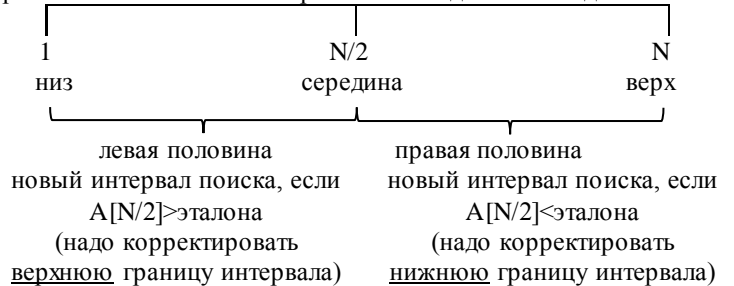 1 N/2 N
низ середина верх
левая половина правая половина
новый интервал поиска, если новый интервал поиска, если
A[N/2]>эталона A[N/2]<эталона
(надо корректировать (надо корректировать
верхнюю границу интервала) нижнюю границу интервала)